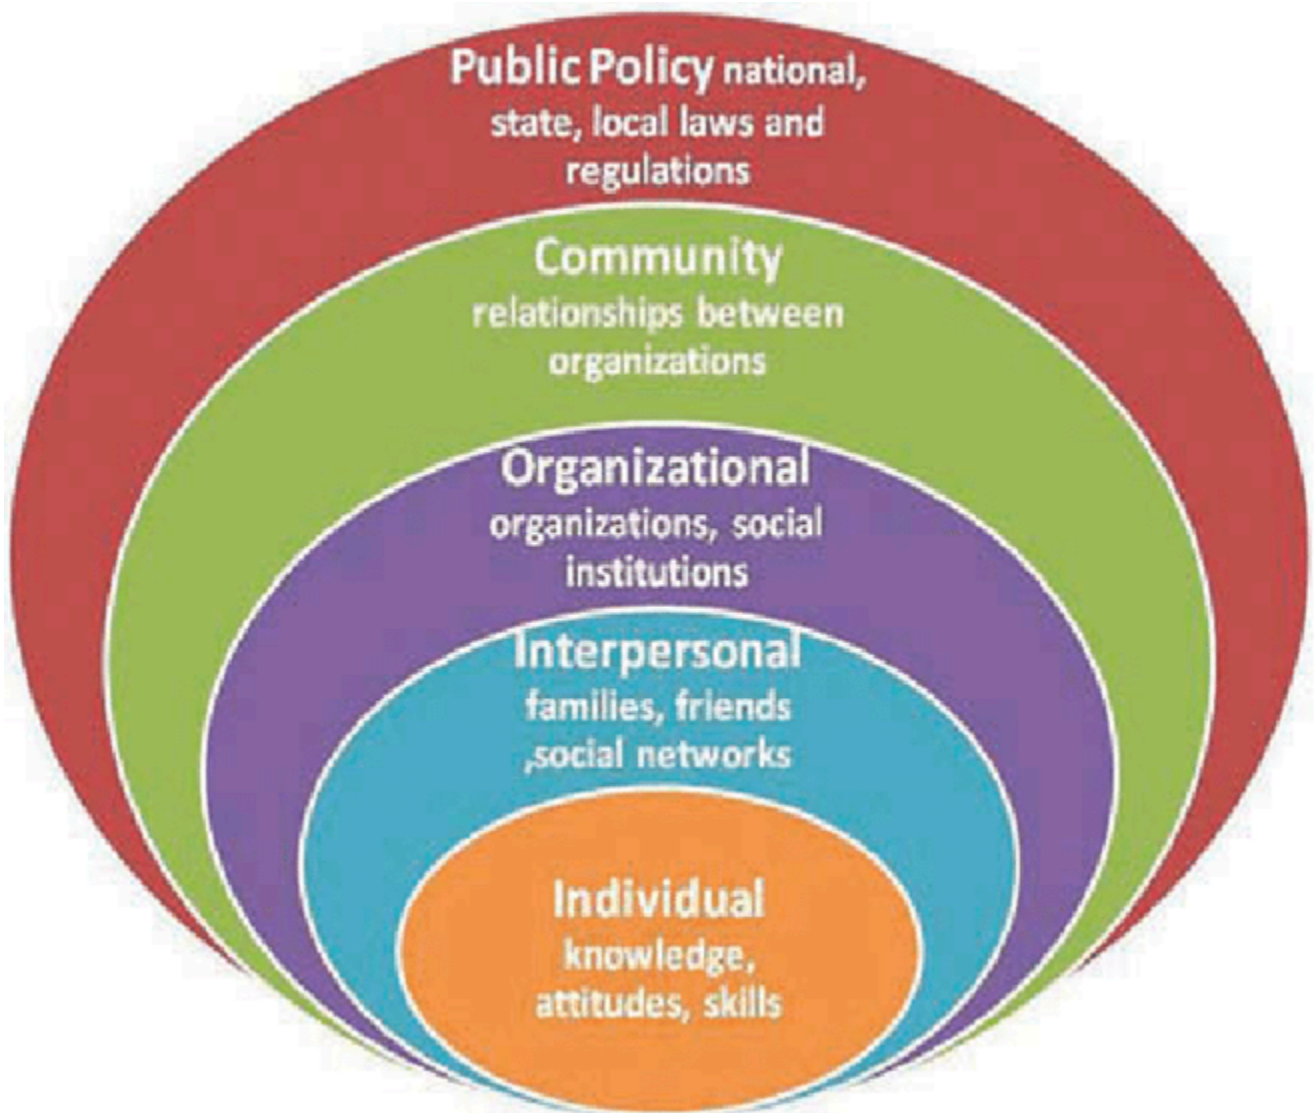 Public Policy national,
state, local laws and
regulations
Community
relationships between
organizations
Organizational
organizations, social
institutions
Interpersonal
families, friends
,social networks
Individual
knowledge,
attitudes, skills